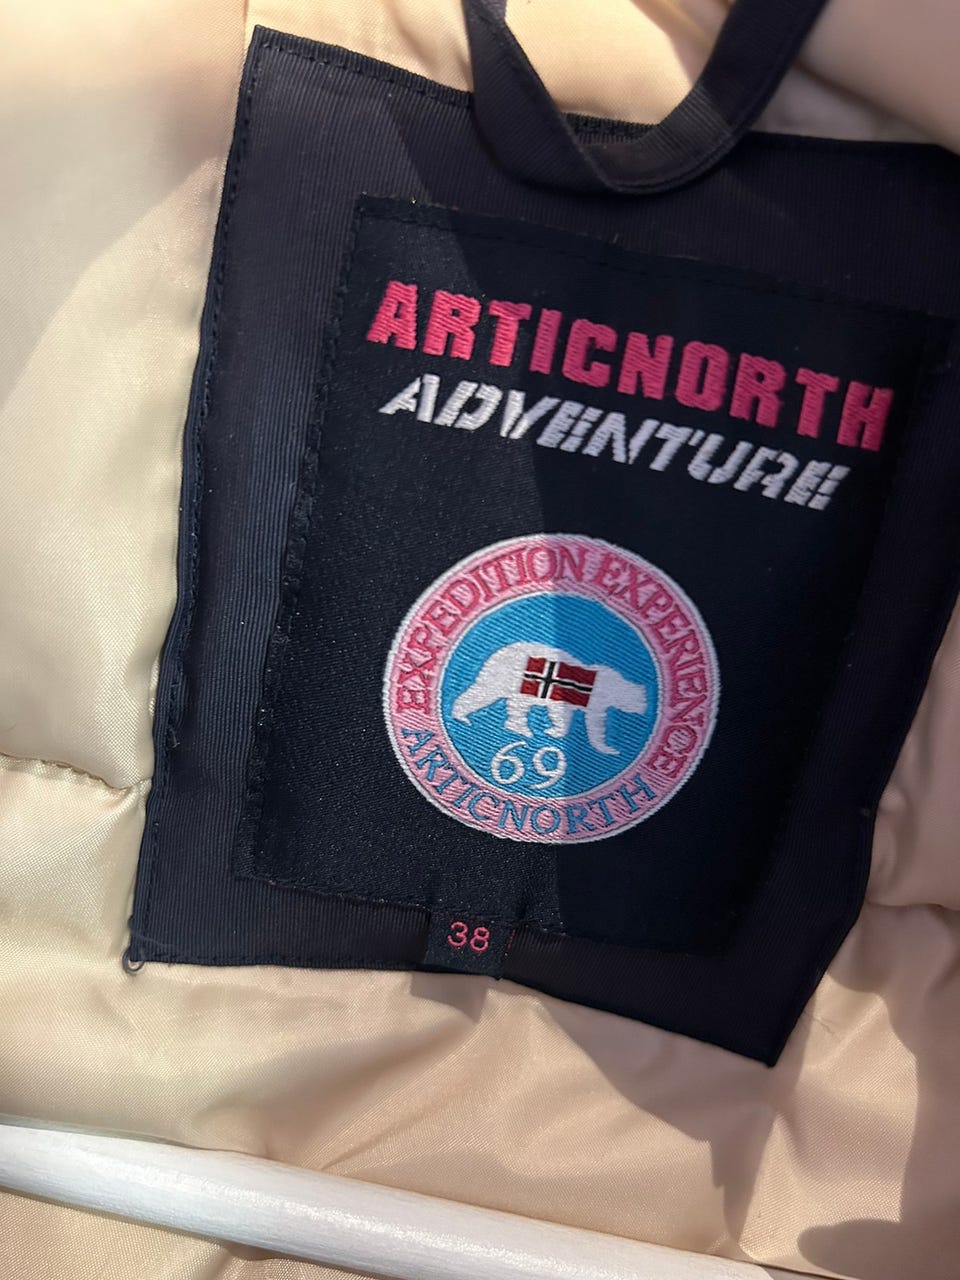 ARTICNORTH
ADVENTURE
EXPEDITION EXPERIENCE
69
ARTICNORTH
38